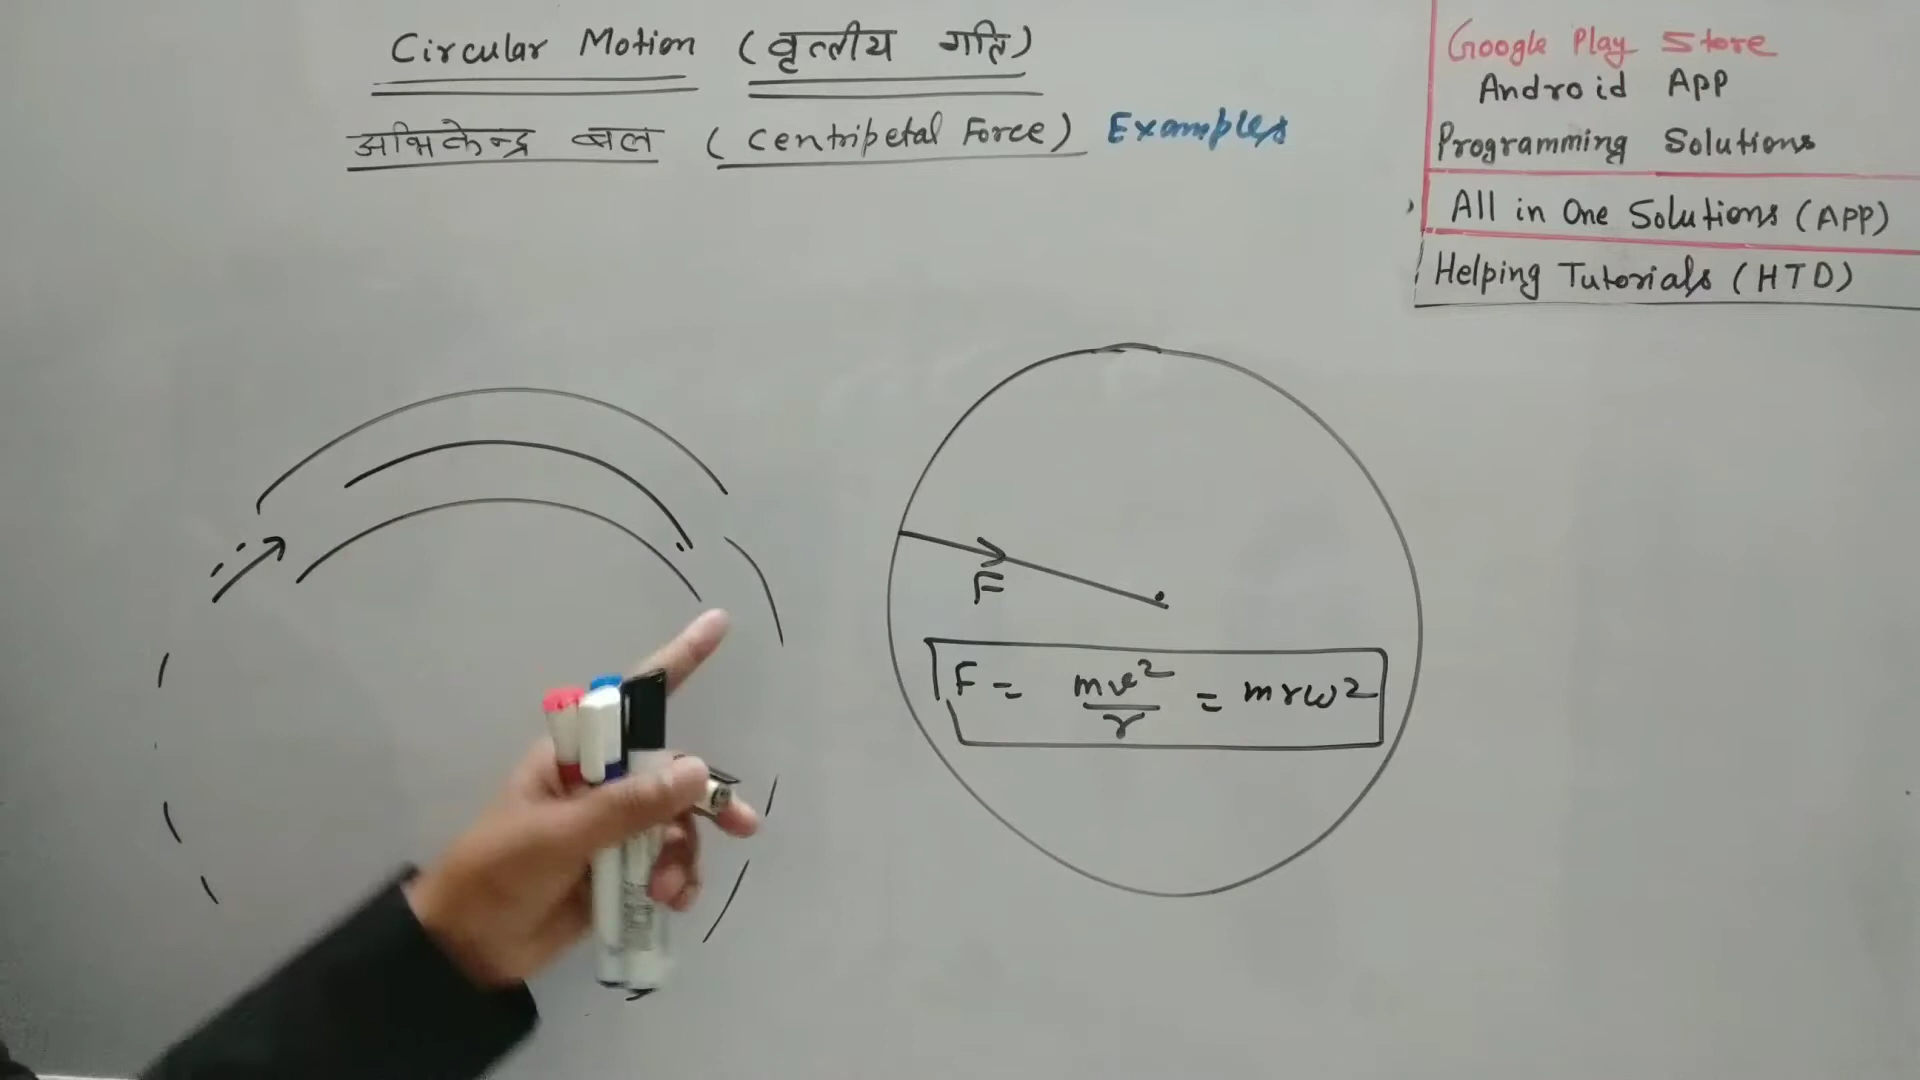 Circular Motion (वृत्तीय गति)
अभिकेन्द्र बल (Centripetal Force) Examples
Google Play Store
Android App
Programming Solutions
All in One Solutions (APP)
Helping Tutorials (HTD)
F
F = mv²/r = mrω²